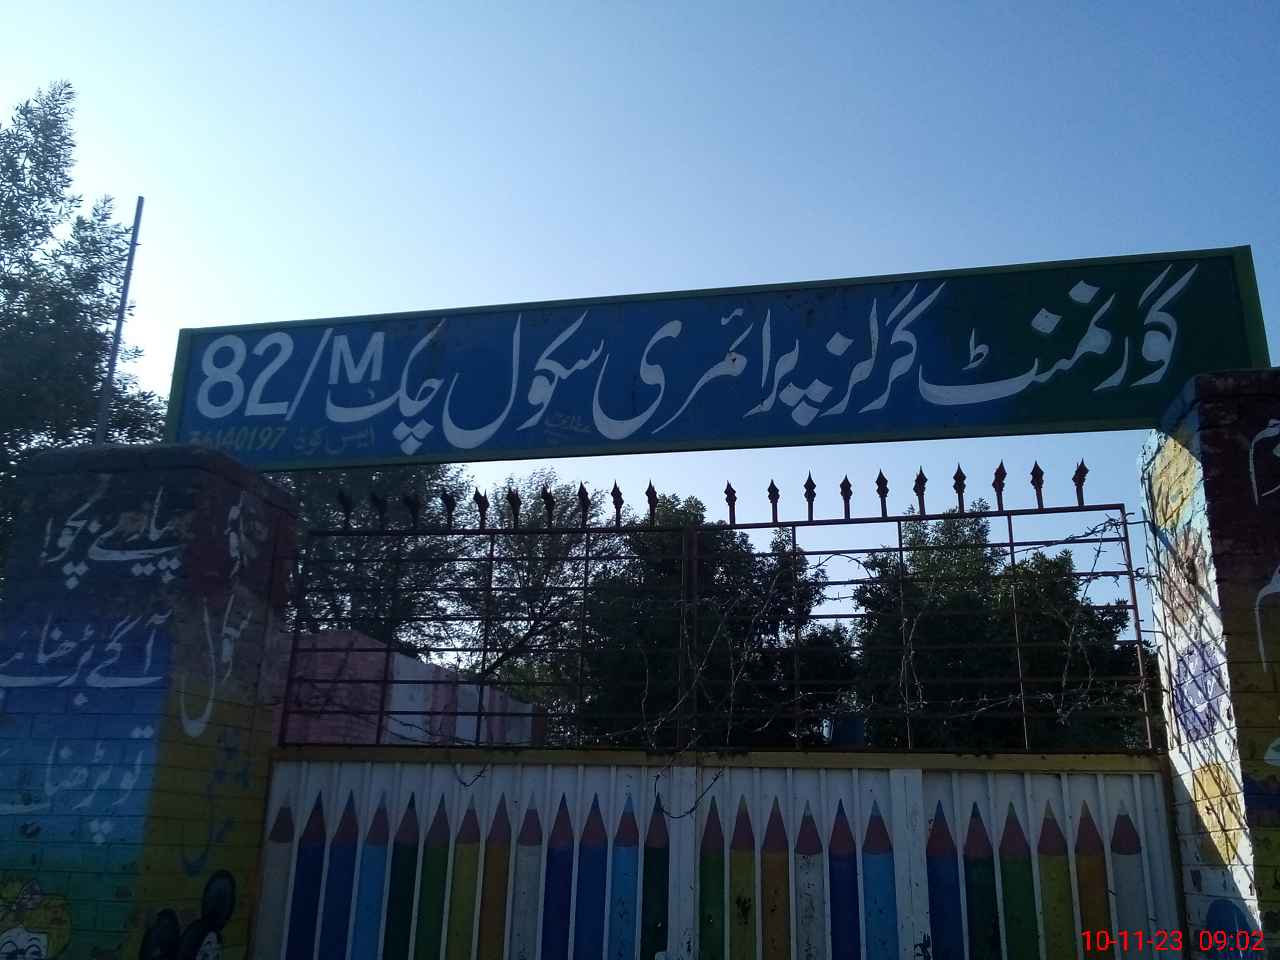 گورنمنٹ گرلز پرائمری سکول چک 82/M
ایس کوڈ 36140197
پیارے بچو!
آگے بڑھنا ہے
تو پڑھنا
10-11-23 09:02